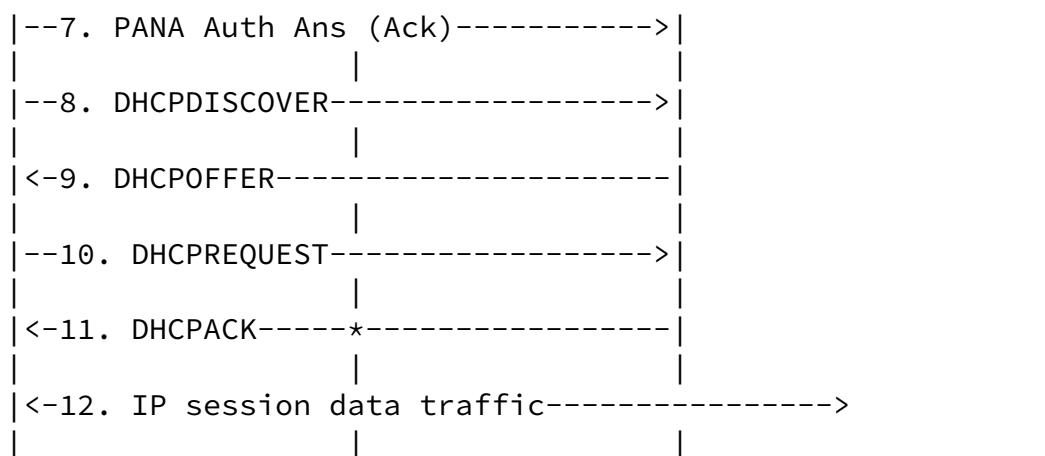 |--7. PANA Auth Ans (Ack)----------->|
|                  |                 |
|--8. DHCPDISCOVER------------------>|
|                  |                 |
|<-9. DHCPOFFER----------------------|
|                  |                 |
|--10. DHCPREQUEST------------------>|
|                  |                 |
|<-11. DHCPACK-----*-----------------|
|                  |                 |
|<-12. IP session data traffic---------------->
|                  |                 |